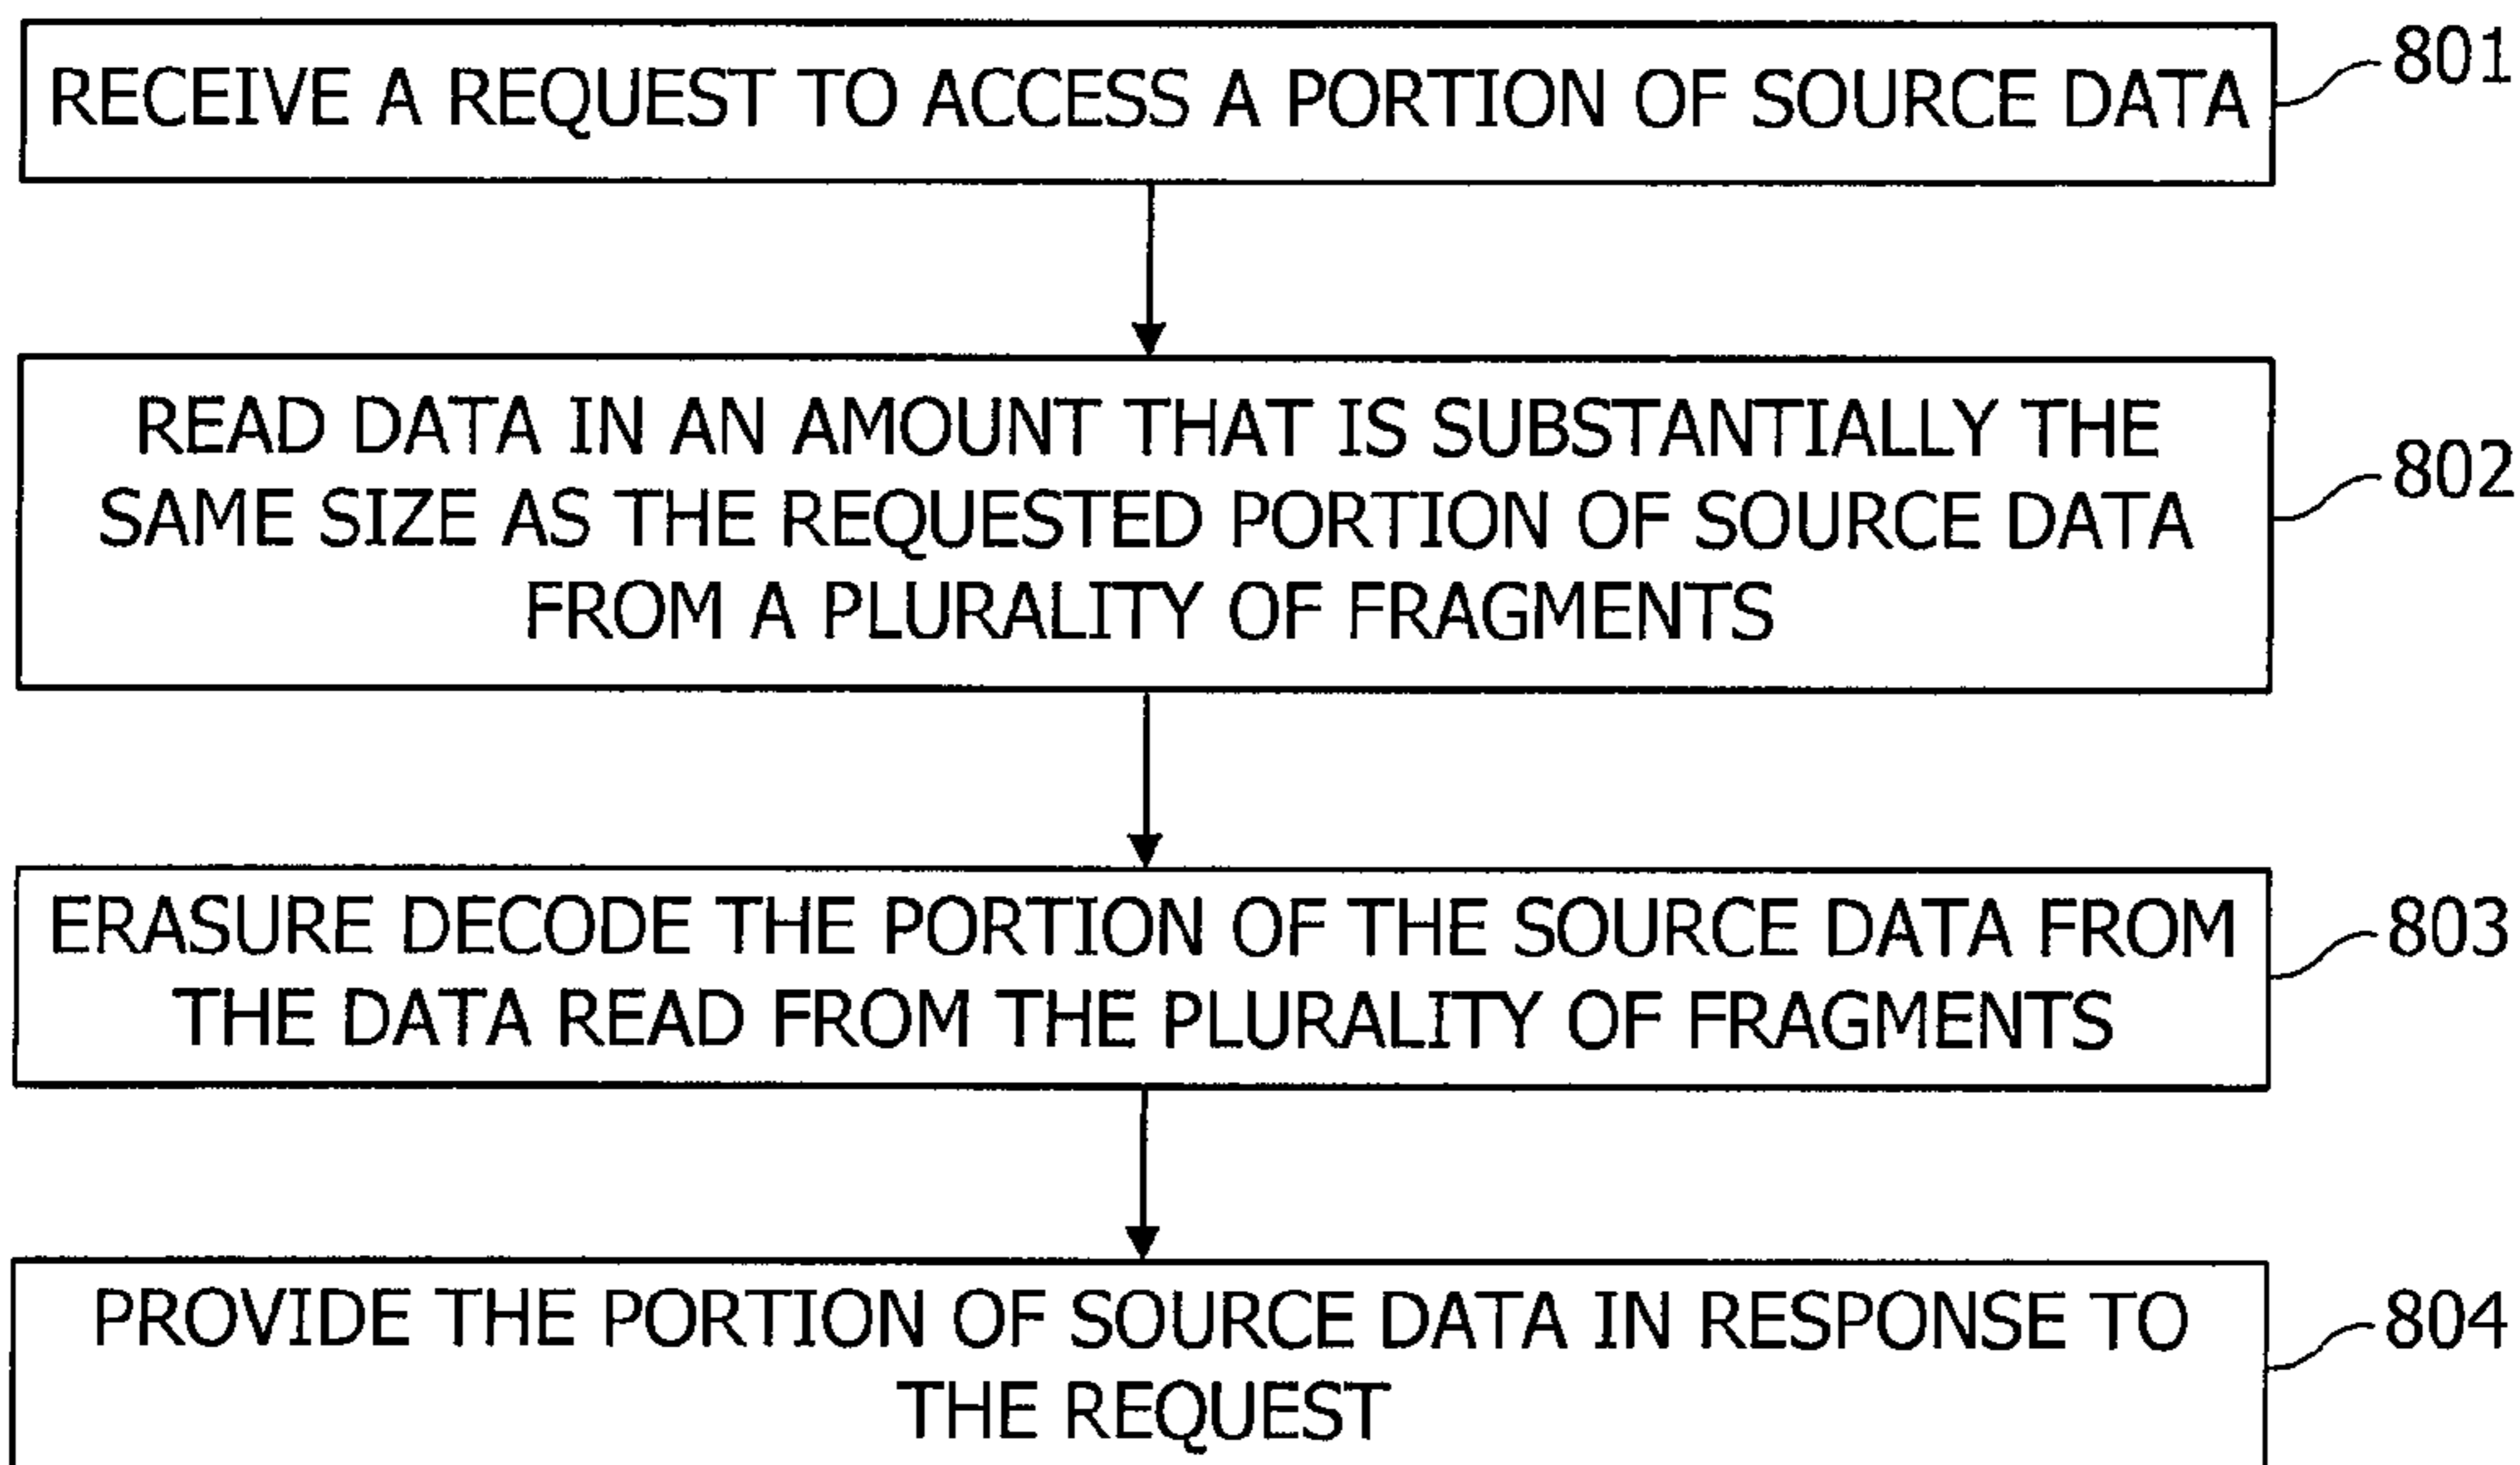 RECEIVE A REQUEST TO ACCESS A PORTION OF SOURCE DATA
801
READ DATA IN AN AMOUNT THAT IS SUBSTANTIALLY THE
SAME SIZE AS THE REQUESTED PORTION OF SOURCE DATA
FROM A PLURALITY OF FRAGMENTS
802
ERASURE DECODE THE PORTION OF THE SOURCE DATA FROM
THE DATA READ FROM THE PLURALITY OF FRAGMENTS
803
PROVIDE THE PORTION OF SOURCE DATA IN RESPONSE TO
THE REQUEST
804